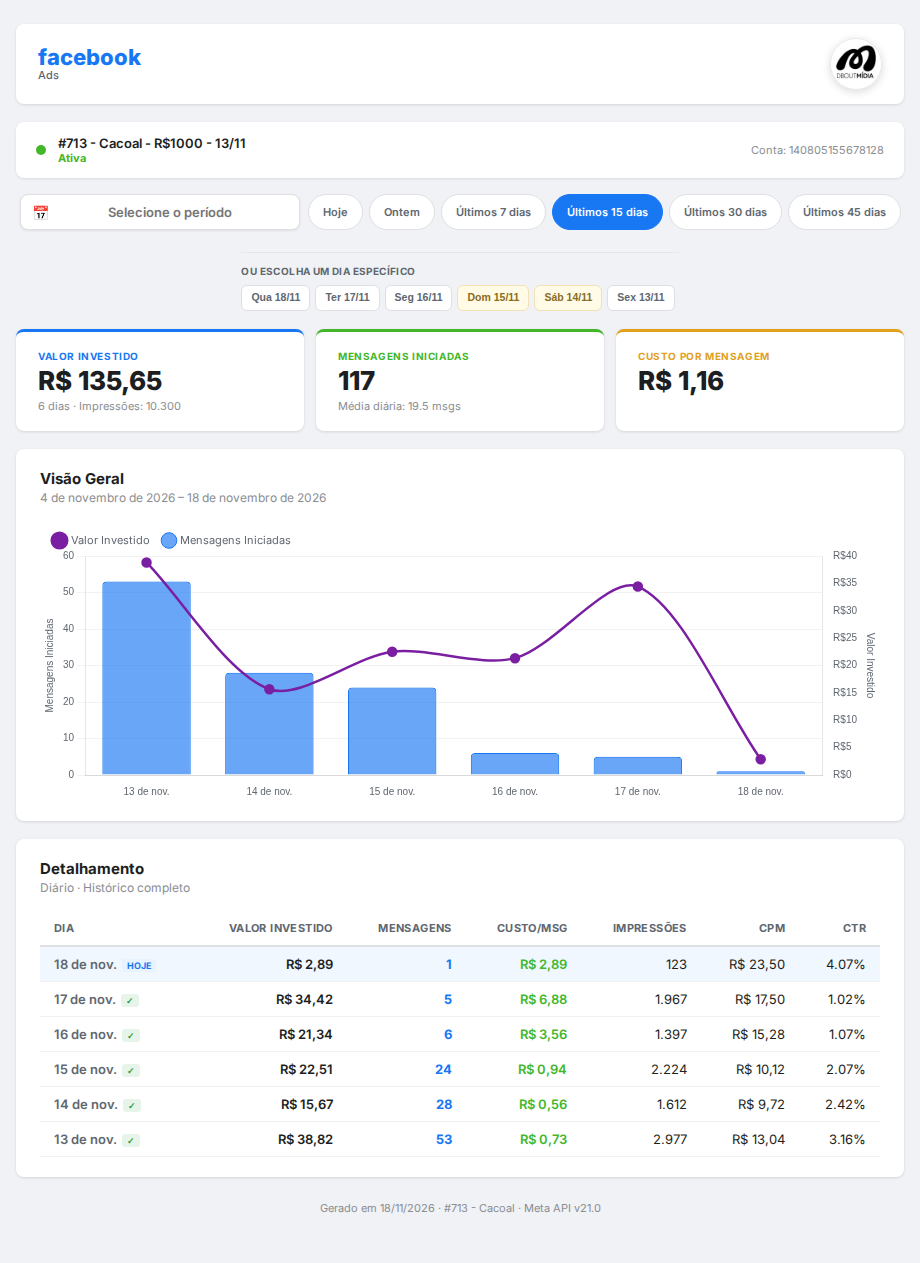 facebook
Ads
DBOUTMÍDIA
#713 - Cacoal - R$1000 - 13/11
Ativa
Conta: 140805155678128
📅 Selecione o período
Hoje
Ontem
Últimos 7 dias
Últimos 15 dias
Últimos 30 dias
Últimos 45 dias
OU ESCOLHA UM DIA ESPECÍFICO
Qua 18/11
Ter 17/11
Seg 16/11
Dom 15/11
Sáb 14/11
Sex 13/11
VALOR INVESTIDO
R$ 135,65
6 dias · Impressões: 10.300
MENSAGENS INICIADAS
117
Média diária: 19.5 msgs
CUSTO POR MENSAGEM
R$ 1,16
Visão Geral
4 de novembro de 2026 – 18 de novembro de 2026
Valor Investido
Mensagens Iniciadas
60
50
40
30
20
10
0
Mensagens Iniciadas
R$40
R$35
R$30
R$25
R$20
R$15
R$10
R$5
R$0
Valor Investido
13 de nov.
14 de nov.
15 de nov.
16 de nov.
17 de nov.
18 de nov.
Detalhamento
Diário · Histórico completo
DIA VALOR INVESTIDO MENSAGENS CUSTO/MSG IMPRESSÕES CPM CTR
18 de nov. HOJE R$ 2,89 1 R$ 2,89 123 R$ 23,50 4.07%
17 de nov. ✓ R$ 34,42 5 R$ 6,88 1.967 R$ 17,50 1.02%
16 de nov. ✓ R$ 21,34 6 R$ 3,56 1.397 R$ 15,28 1.07%
15 de nov. ✓ R$ 22,51 24 R$ 0,94 2.224 R$ 10,12 2.07%
14 de nov. ✓ R$ 15,67 28 R$ 0,56 1.612 R$ 9,72 2.42%
13 de nov. ✓ R$ 38,82 53 R$ 0,73 2.977 R$ 13,04 3.16%
Gerado em 18/11/2026 · #713 - Cacoal · Meta API v21.0